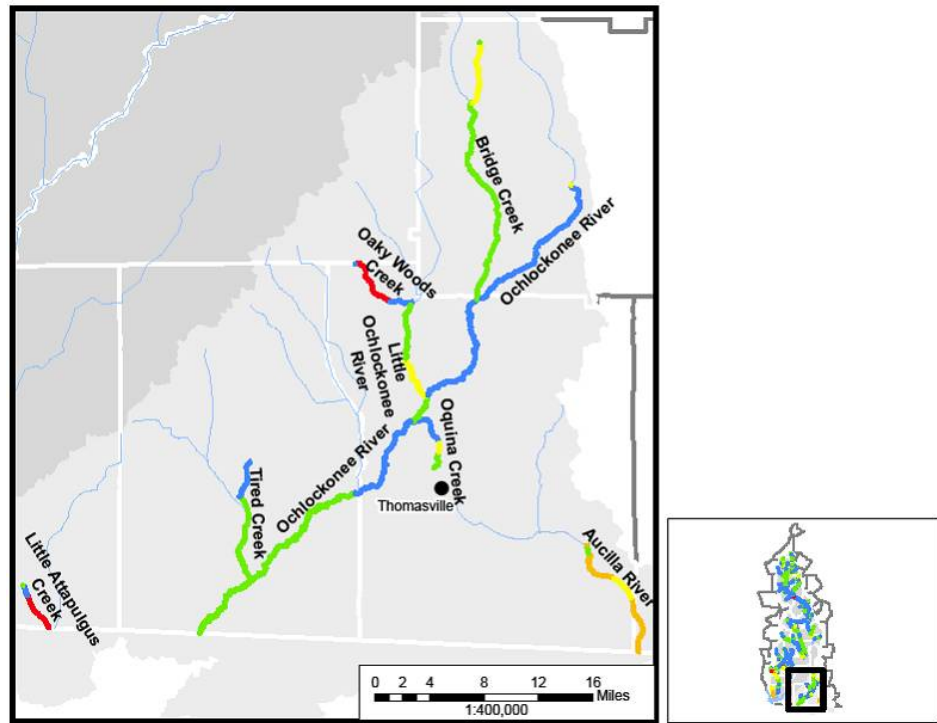 Bridge Creek
Ochlockonee River
Oaky Woods
Creek
Little
Ochlockonee
River
Oquina Creek
Ochlockonee River
Tired Creek
Thomasville
Little Attapulgus
Creek
Aucilla River
0 2 4 8 12 16
Miles
1:400,000